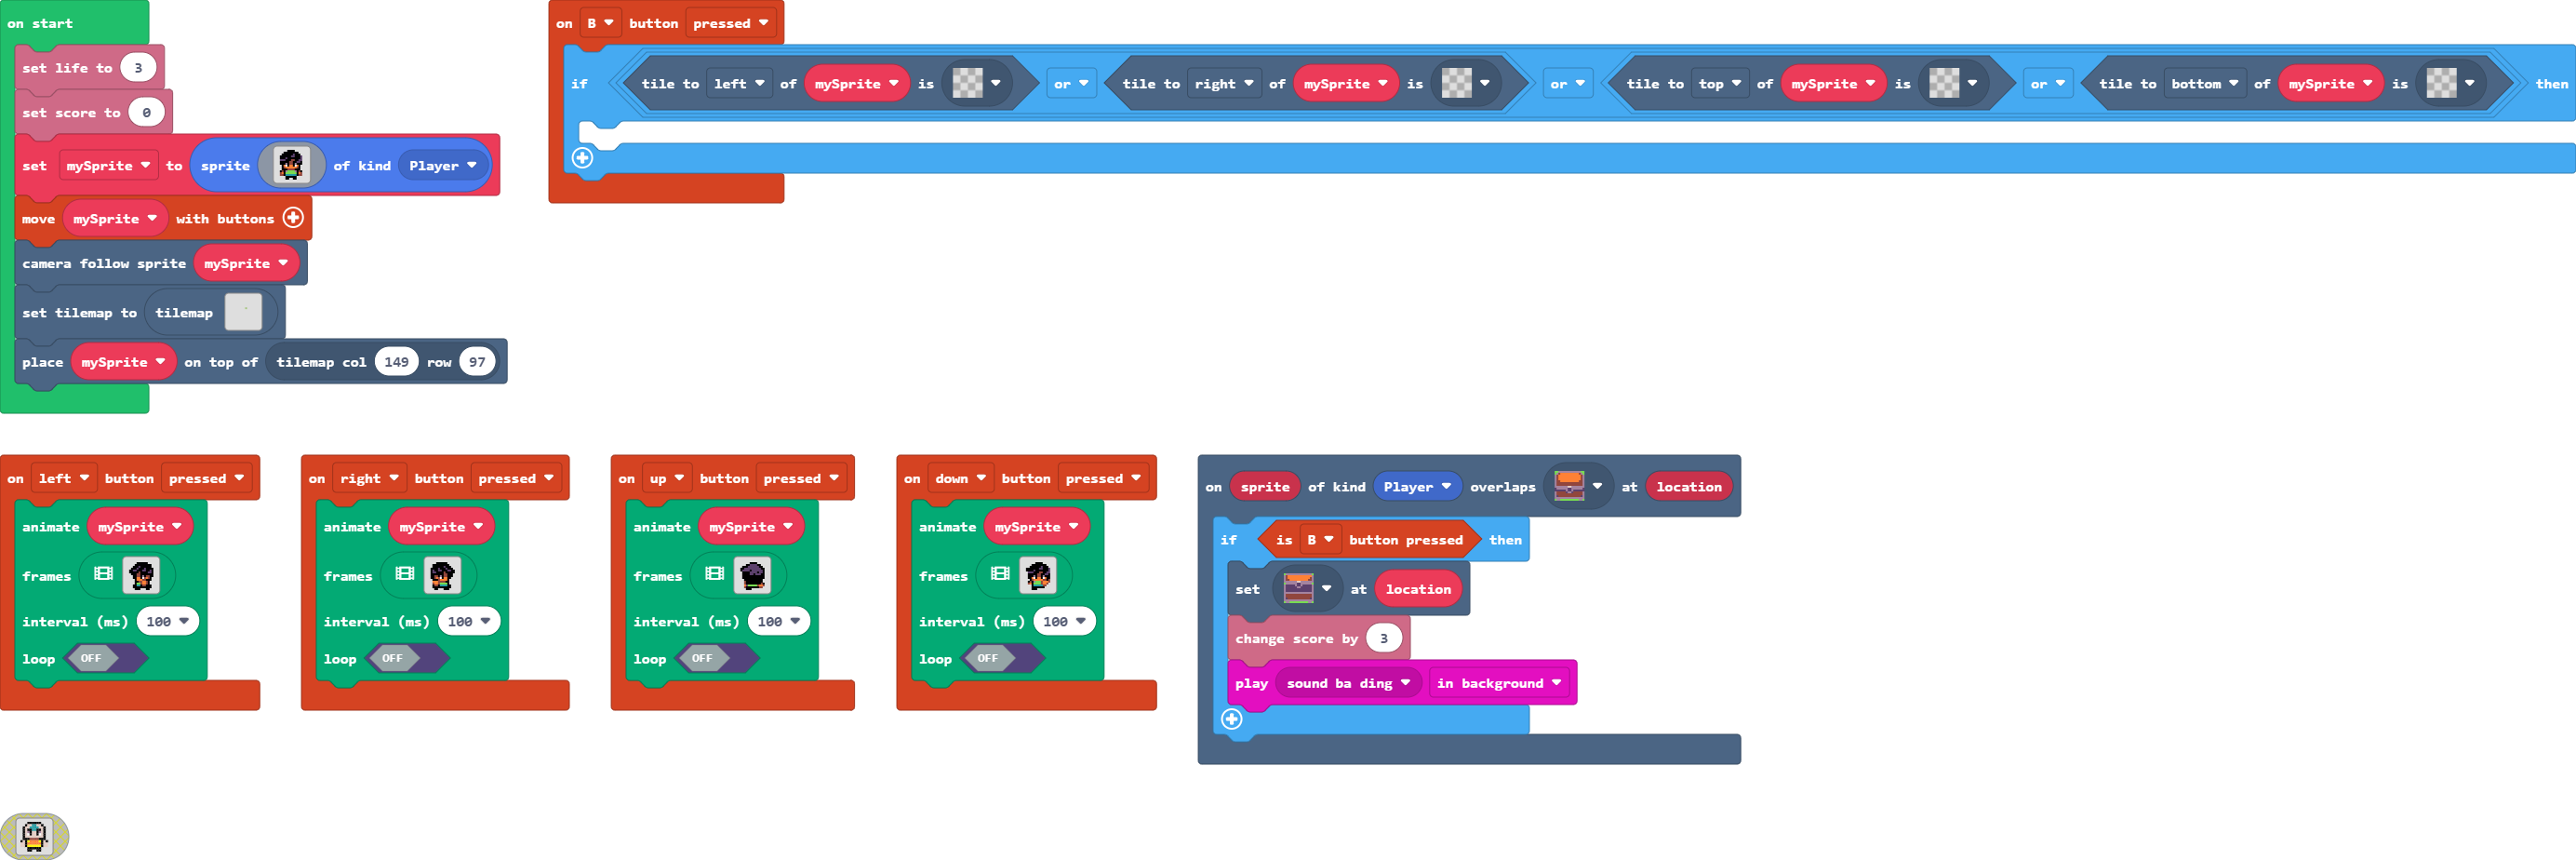 on start
set life to 3
set score to 0
set mySprite to sprite of kind Player
move mySprite with buttons
camera follow sprite mySprite
set tilemap to tilemap
place mySprite on top of tilemap col 149 row 97
on B button pressed
if tile to left of mySprite is or tile to right of mySprite is or tile to top of mySprite is or tile to bottom of mySprite is then
on left button pressed
animate mySprite
frames
interval (ms) 100
loop OFF
on right button pressed
animate mySprite
frames
interval (ms) 100
loop OFF
on up button pressed
animate mySprite
frames
interval (ms) 100
loop OFF
on down button pressed
animate mySprite
frames
interval (ms) 100
loop OFF
on sprite of kind Player overlaps at location
if is B button pressed then
set at location
change score by 3
play sound ba ding in background